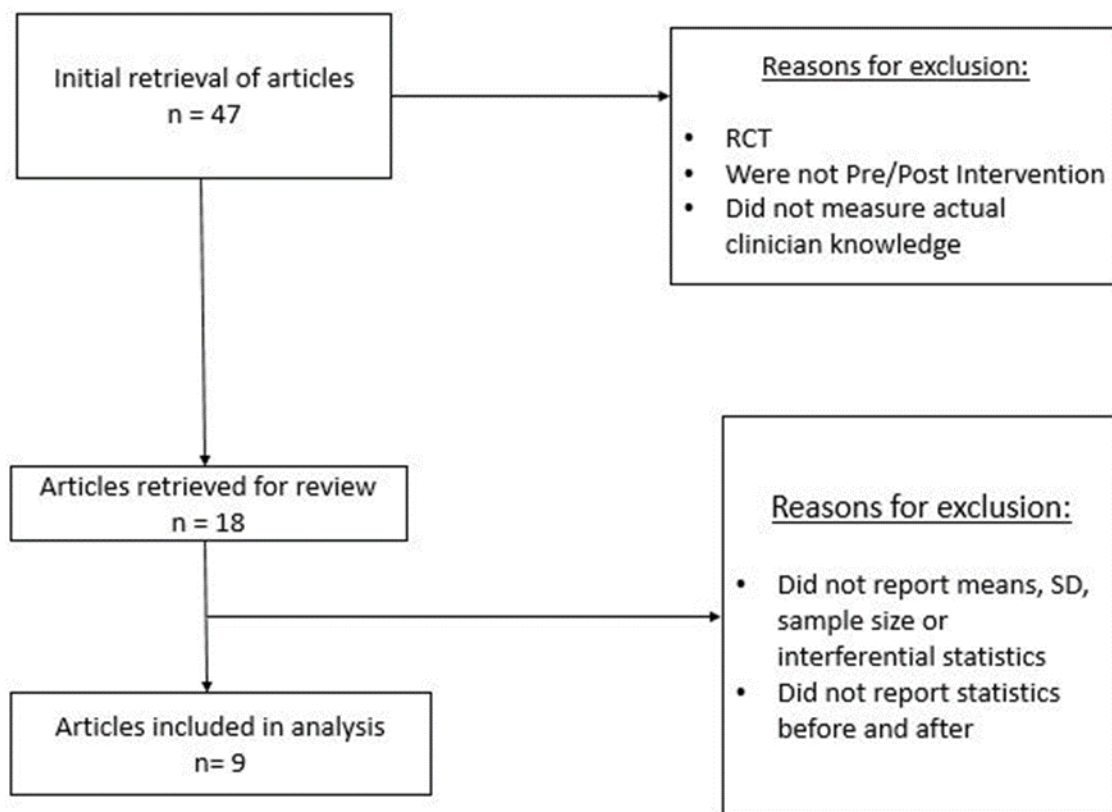 Initial retrieval of articles
n = 47
Reasons for exclusion:
• RCT
• Were not Pre/Post Intervention
• Did not measure actual
clinician knowledge
Articles retrieved for review
n = 18
Reasons for exclusion:
• Did not report means, SD,
sample size or
interferential statistics
• Did not report statistics
before and after
Articles included in analysis
n= 9